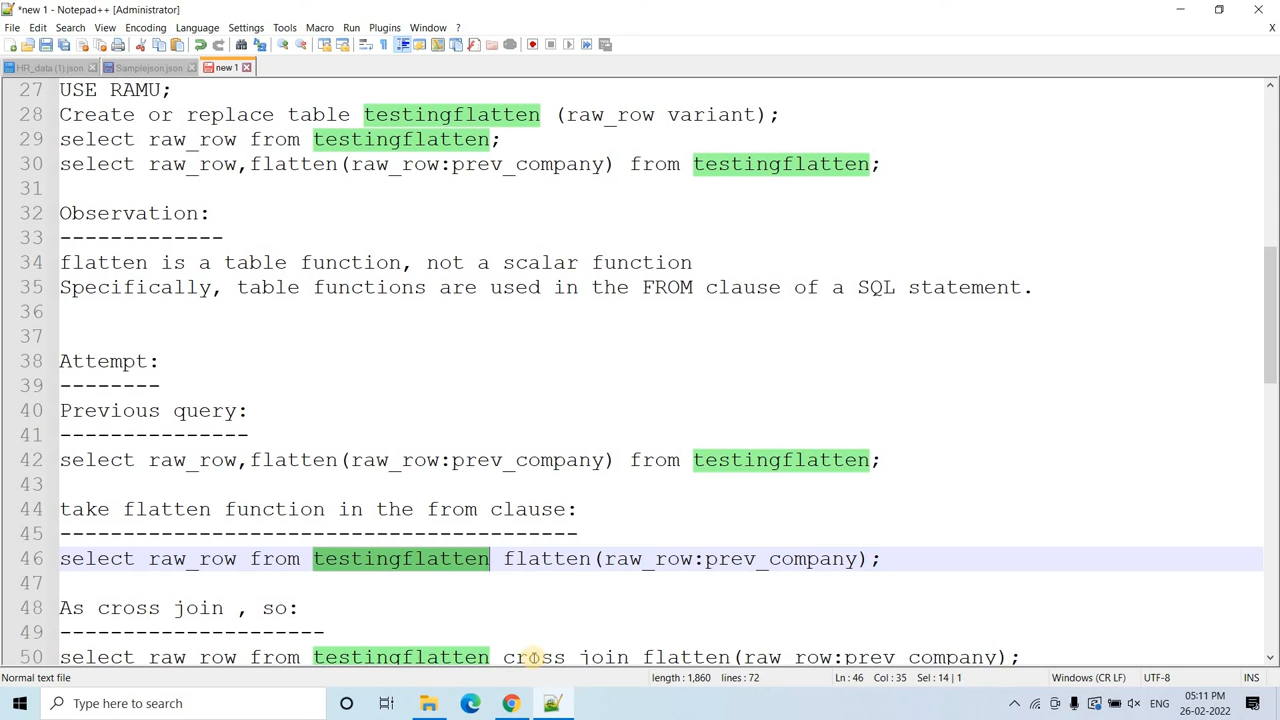 *new 1 - Notepad++ [Administrator]
File Edit Search View Encoding Language Settings Tools Macro Run Plugins Window ?
X
HR_data (1).json Samplejson.json new 1
27 USE RAMU;
28 Create or replace table testingflatten (raw_row variant);
29 select raw_row from testingflatten;
30 select raw_row,flatten(raw_row:prev_company) from testingflatten;
31
32 Observation:
33 -------------
34 flatten is a table function, not a scalar function
35 Specifically, table functions are used in the FROM clause of a SQL statement.
36
37
38 Attempt:
39 --------
40 Previous query:
41 ---------------
42 select raw_row,flatten(raw_row:prev_company) from testingflatten;
43
44 take flatten function in the from clause:
45 -----------------------------------------
46 select raw_row from testingflatten flatten(raw_row:prev_company);
47
48 As cross join , so:
49 ---------------------
50 select raw_row from testingflatten cross join flatten(raw_row:prev_company);
Normal text file length : 1,860 lines : 72 Ln : 46 Col : 35 Sel : 14 | 1 Windows (CR LF) UTF-8 INS
Type here to search ENG 05:11 PM
26-02-2022